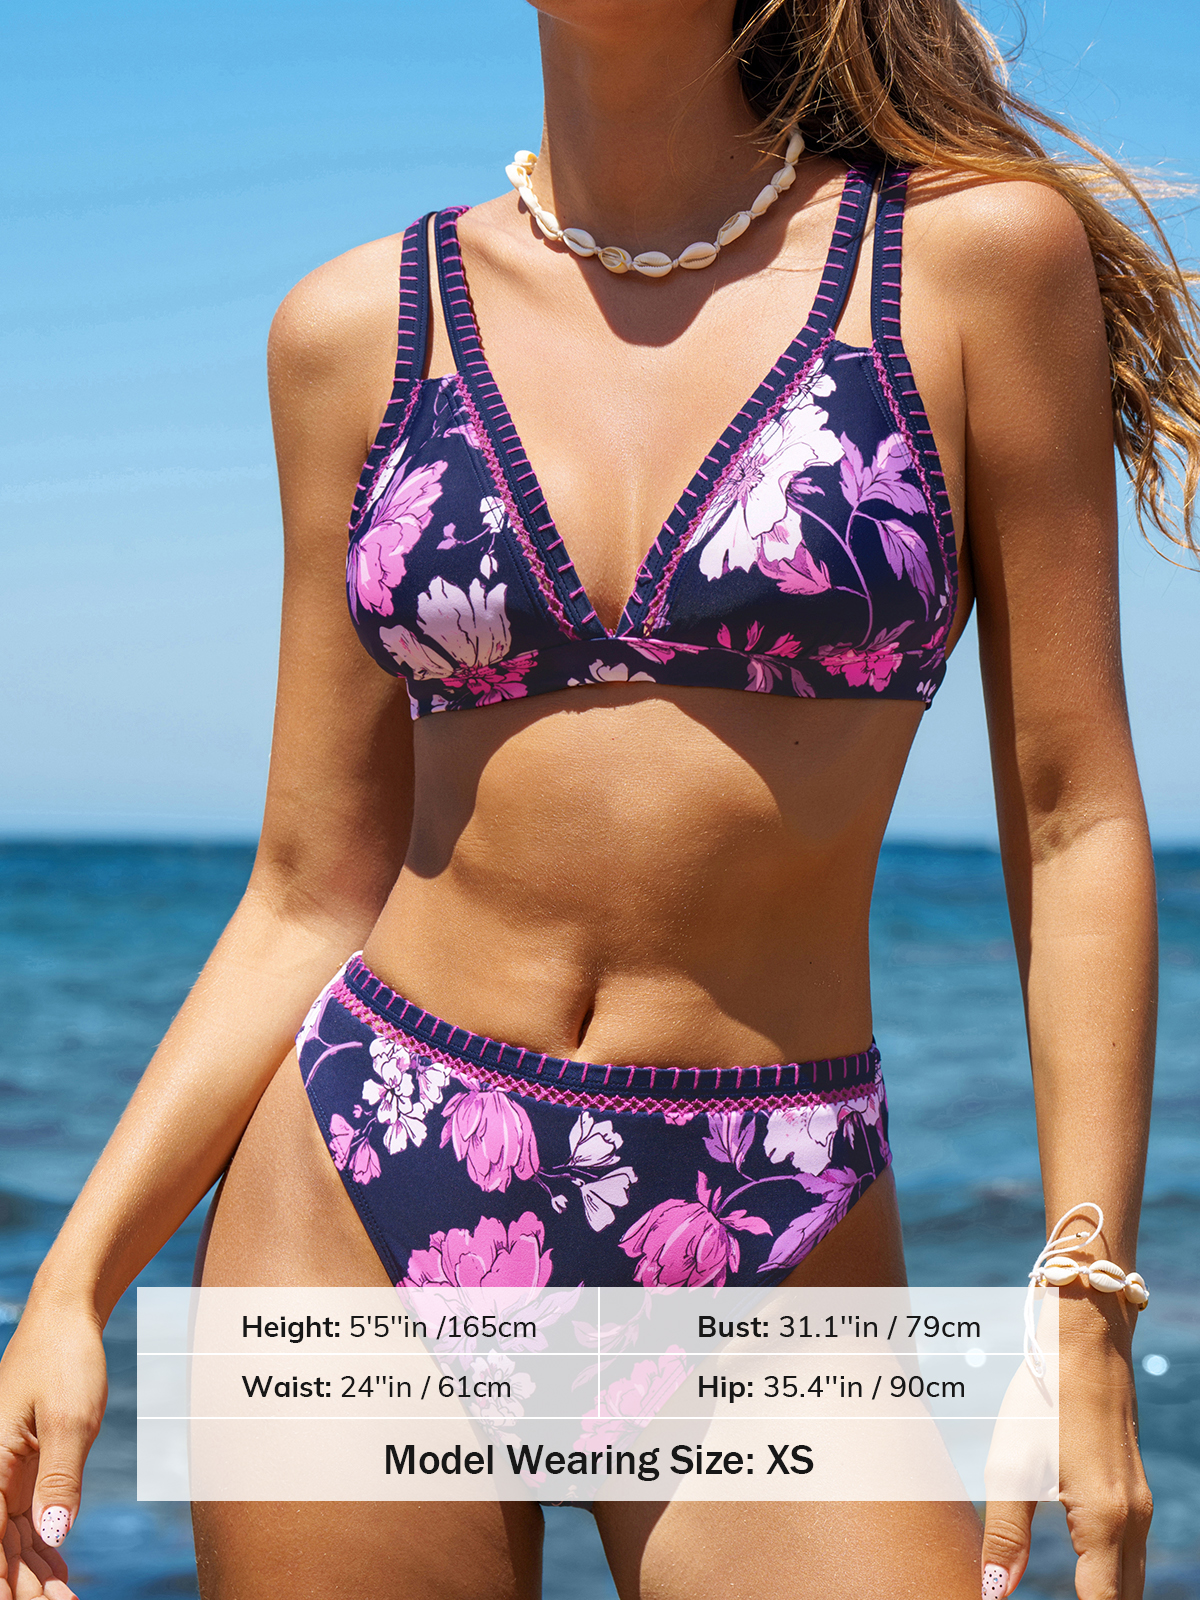 Height: 5'5''in /165cm
Bust: 31.1''in / 79cm
Waist: 24''in / 61cm
Hip: 35.4''in / 90cm
Model Wearing Size: XS